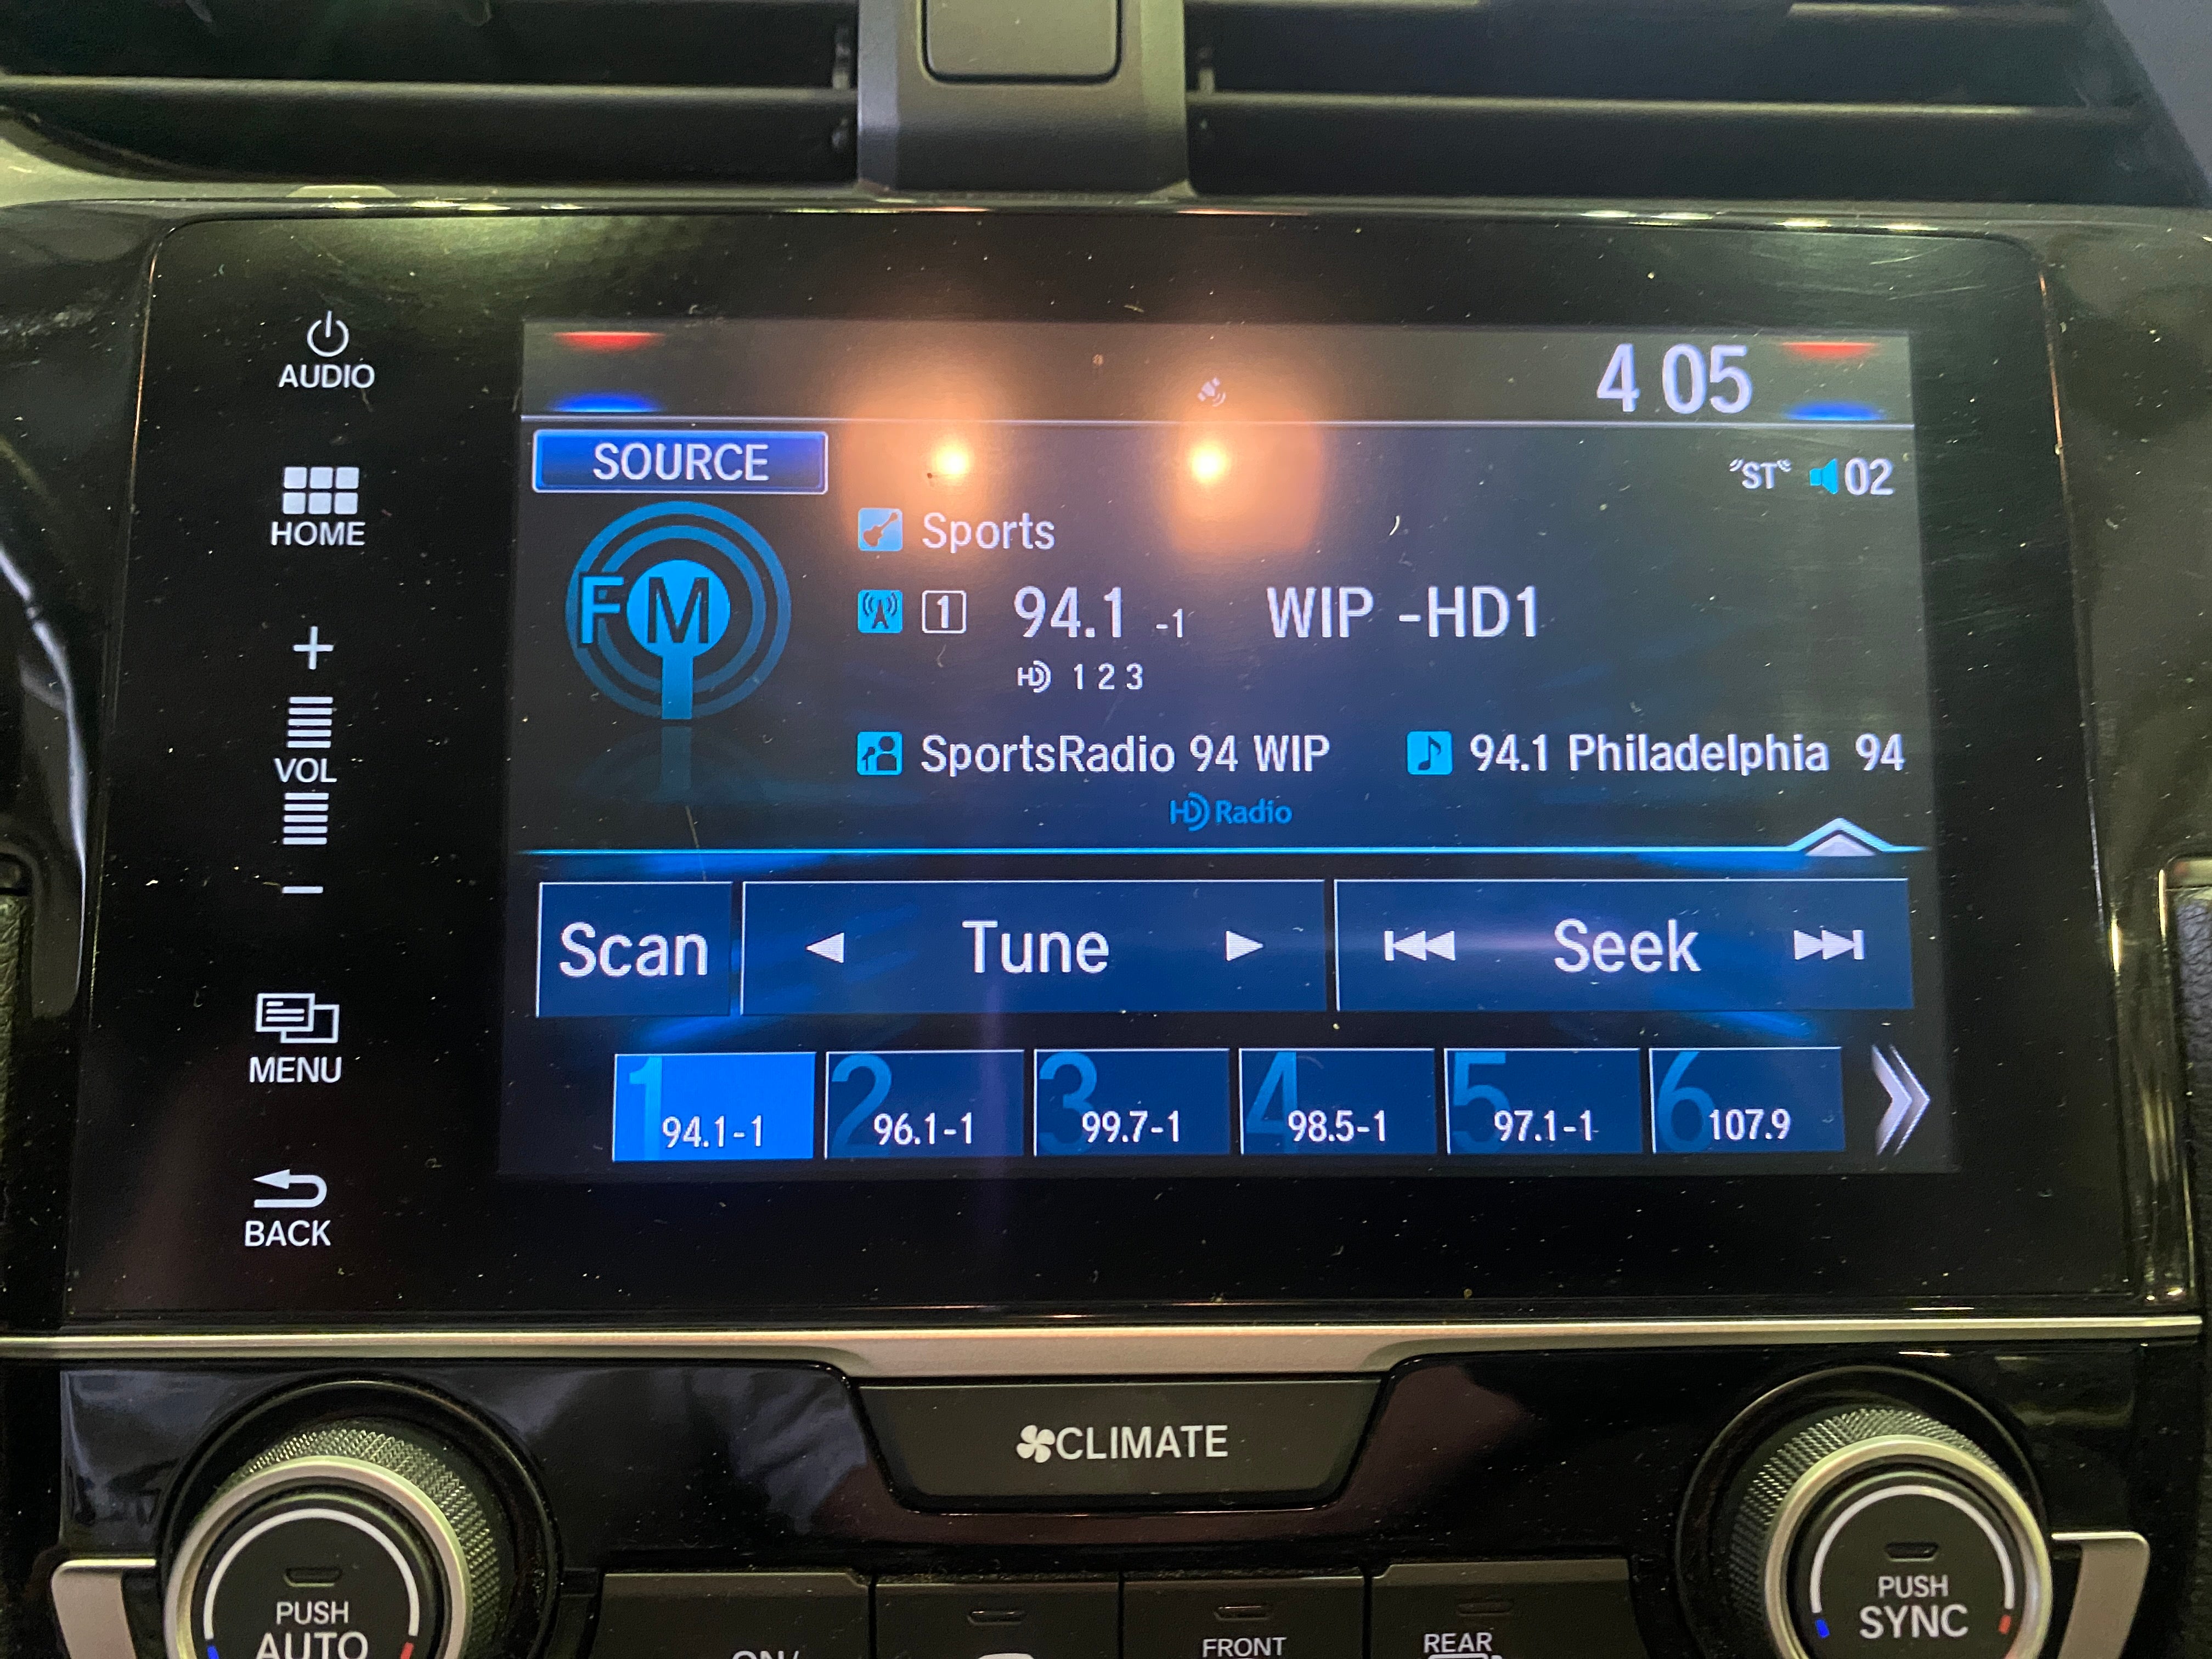 4 05
AUDIO
SOURCE
"ST" 02
HOME
Sports
FM
1 94.1 -1 WIP -HD1
HD 1 2 3
+
VOL
−
SportsRadio 94 WIP 94.1 Philadelphia 94
HD Radio
Scan Tune Seek
MENU
1 94.1-1 2 96.1-1 3 99.7-1 4 98.5-1 5 97.1-1 6 107.9
BACK
CLIMATE
PUSH
AUTO
ON/
FRONT
REAR
PUSH
SYNC